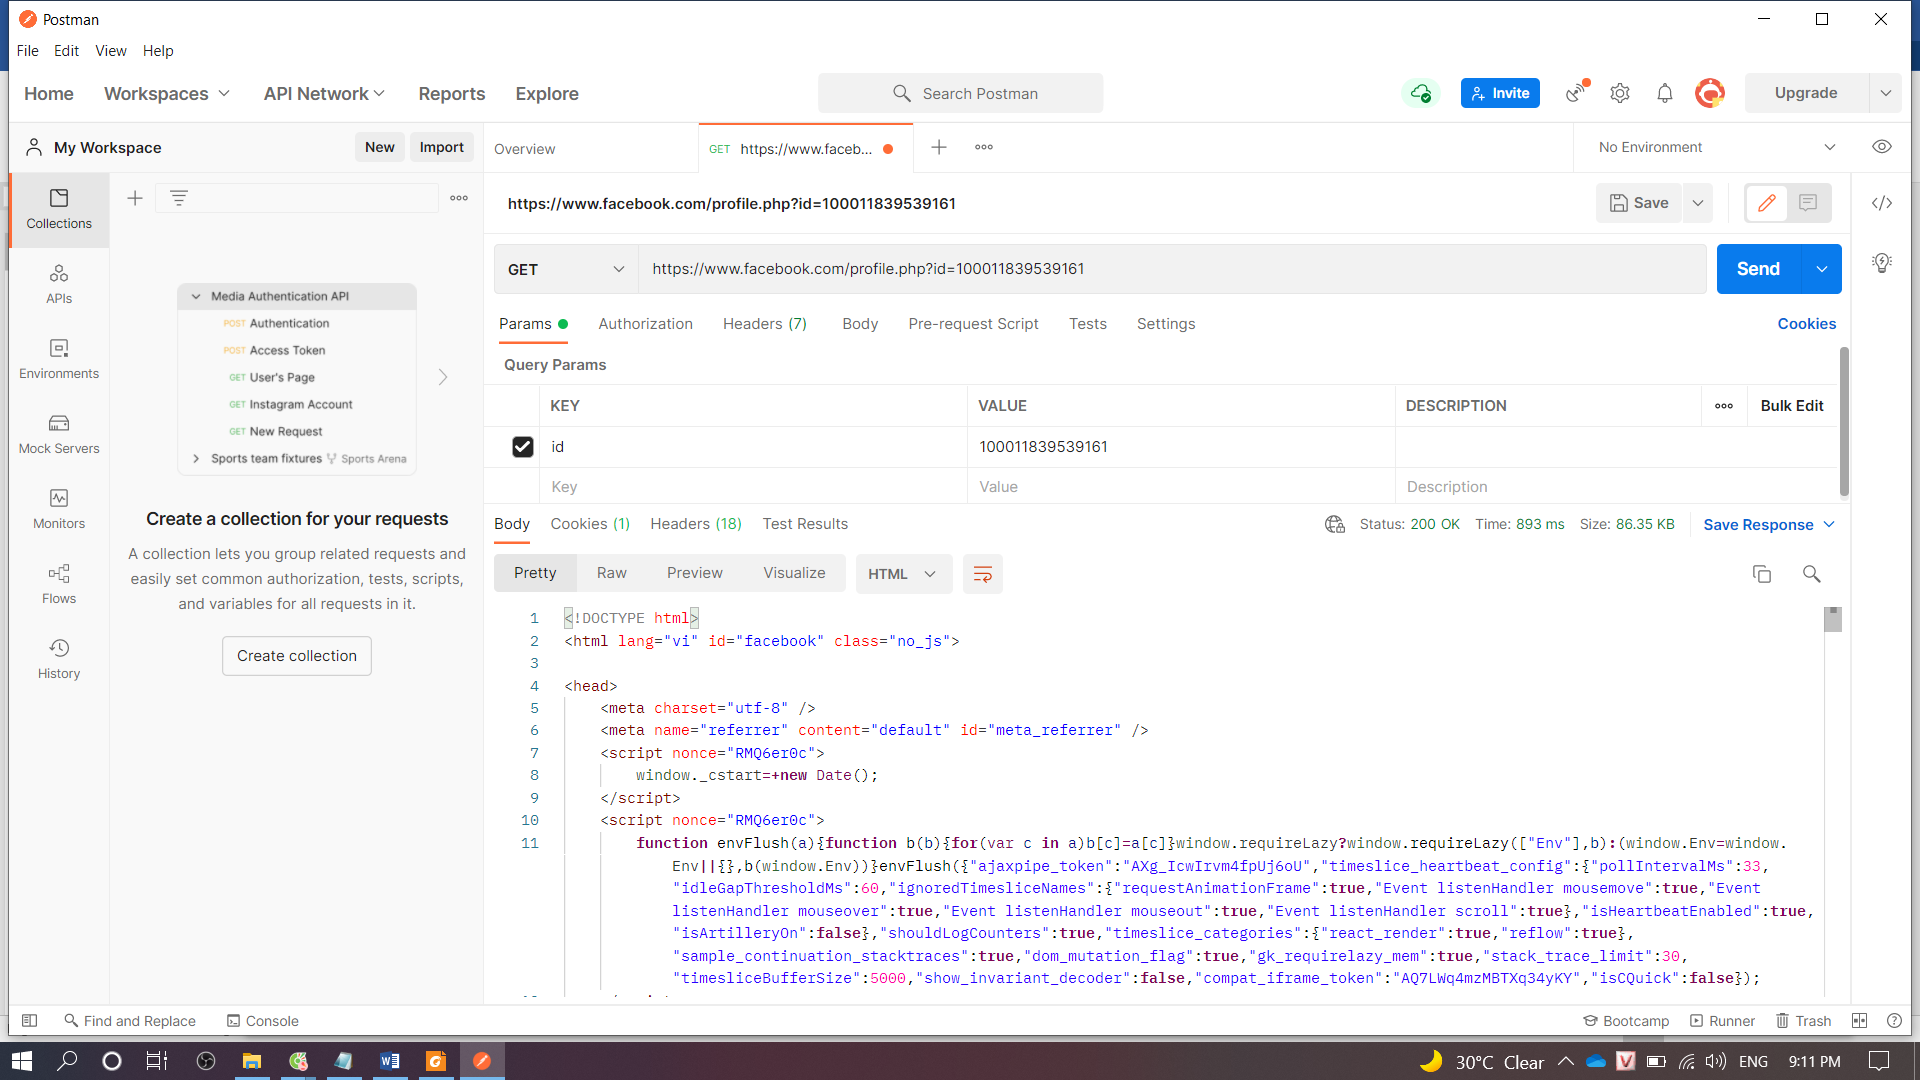 Postman
File Edit View Help
Home Workspaces API Network Reports Explore Search Postman Invite Upgrade
My Workspace New Import Overview GET https://www.faceb... No Environment
Collections
APIs
Environments
Mock Servers
Monitors
Flows
History
Media Authentication API
POST Authentication
POST Access Token
GET User's Page
GET Instagram Account
GET New Request
Sports team fixtures Sports Arena
Create a collection for your requests
A collection lets you group related requests and
easily set common authorization, tests, scripts,
and variables for all requests in it.
Create collection
https://www.facebook.com/profile.php?id=100011839539161 Save
GET https://www.facebook.com/profile.php?id=100011839539161 Send
Params Authorization Headers (7) Body Pre-request Script Tests Settings Cookies
Query Params
KEY VALUE DESCRIPTION Bulk Edit
id 100011839539161
Key Value Description
Body Cookies (1) Headers (18) Test Results Status: 200 OK Time: 893 ms Size: 86.35 KB Save Response
Pretty Raw Preview Visualize HTML
1 <!DOCTYPE html>
2 <html lang="vi" id="facebook" class="no_js">
3
4 <head>
5 <meta charset="utf-8" />
6 <meta name="referrer" content="default" id="meta_referrer" />
7 <script nonce="RMQ6er0c">
8 window._cstart=+new Date();
9 </script>
10 <script nonce="RMQ6er0c">
11 function envFlush(a){function b(b){for(var c in a)b[c]=a[c]}window.requireLazy?window.requireLazy(["Env"],b):(window.Env=window.
Env||{},b(window.Env))}envFlush({"ajaxpipe_token":"AXg_IcwIrvm4fpUj6oU","timeslice_heartbeat_config":{"pollIntervalMs":33,
"idleGapThresholdMs":60,"ignoredTimesliceNames":{"requestAnimationFrame":true,"Event listenHandler mousemove":true,"Event
listenHandler mouseover":true,"Event listenHandler mouseout":true,"Event listenHandler scroll":true},"isHeartbeatEnabled":true,
"isArtilleryOn":false},"shouldLogCounters":true,"timeslice_categories":{"react_render":true,"reflow":true},
"sample_continuation_stacktraces":true,"dom_mutation_flag":true,"gk_requirelazy_mem":true,"stack_trace_limit":30,
"timesliceBufferSize":5000,"show_invariant_decoder":false,"compat_iframe_token":"AQ7LWq4mzMBTXq34yKY","isCQuick":false});
Find and Replace Console Bootcamp Runner Trash
30°C Clear ENG 9:11 PM